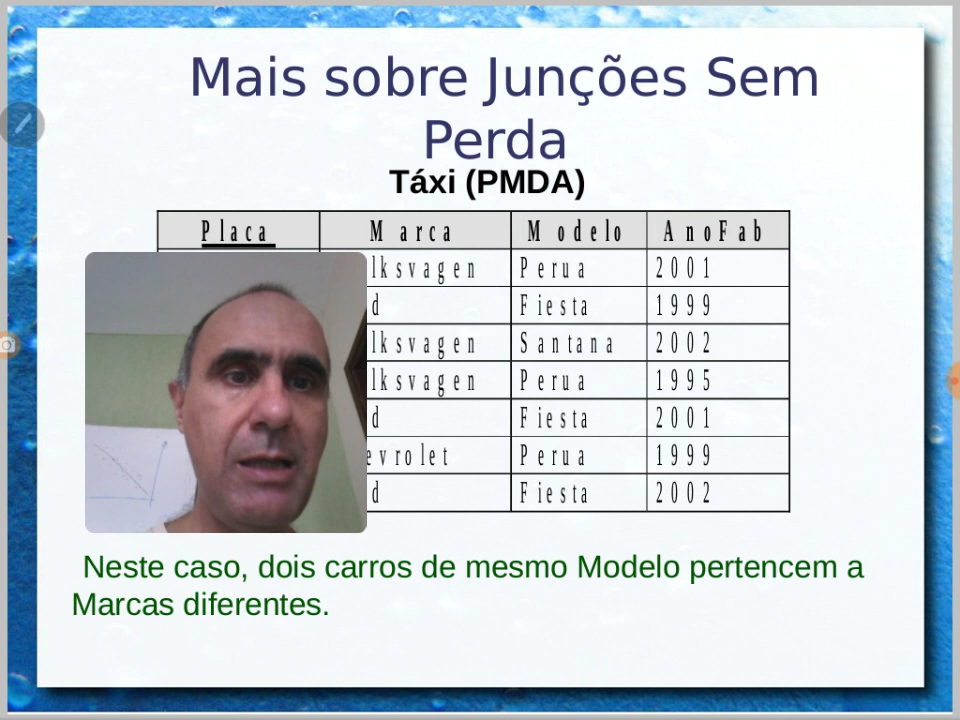 Mais sobre Junções Sem
Perda
Táxi (PMDA)
Placa Marca Modelo AnoFab
lksvagen Perua 2001
d Fiesta 1999
lksvagen Santana 2002
lksvagen Perua 1995
d Fiesta 2001
evrolet Perua 1999
d Fiesta 2002
Neste caso, dois carros de mesmo Modelo pertencem a
Marcas diferentes.